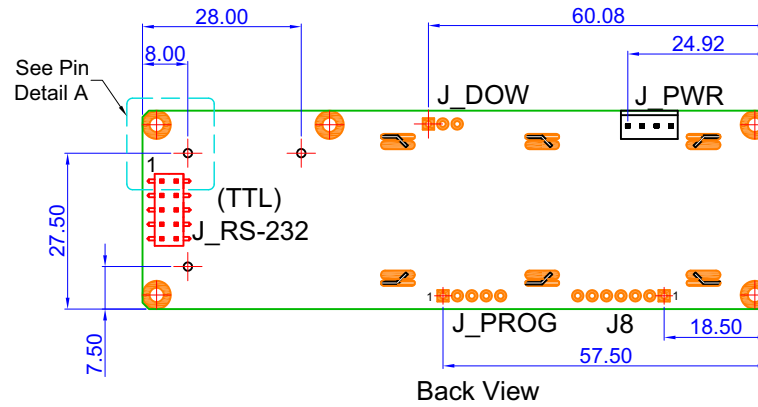 28.00
60.08
8.00
24.92
See Pin
Detail A
J_DOW
J_PWR
1
(TTL)
J_RS-232
27.50
7.50
1
1
J_PROG
J8
18.50
57.50
Back View